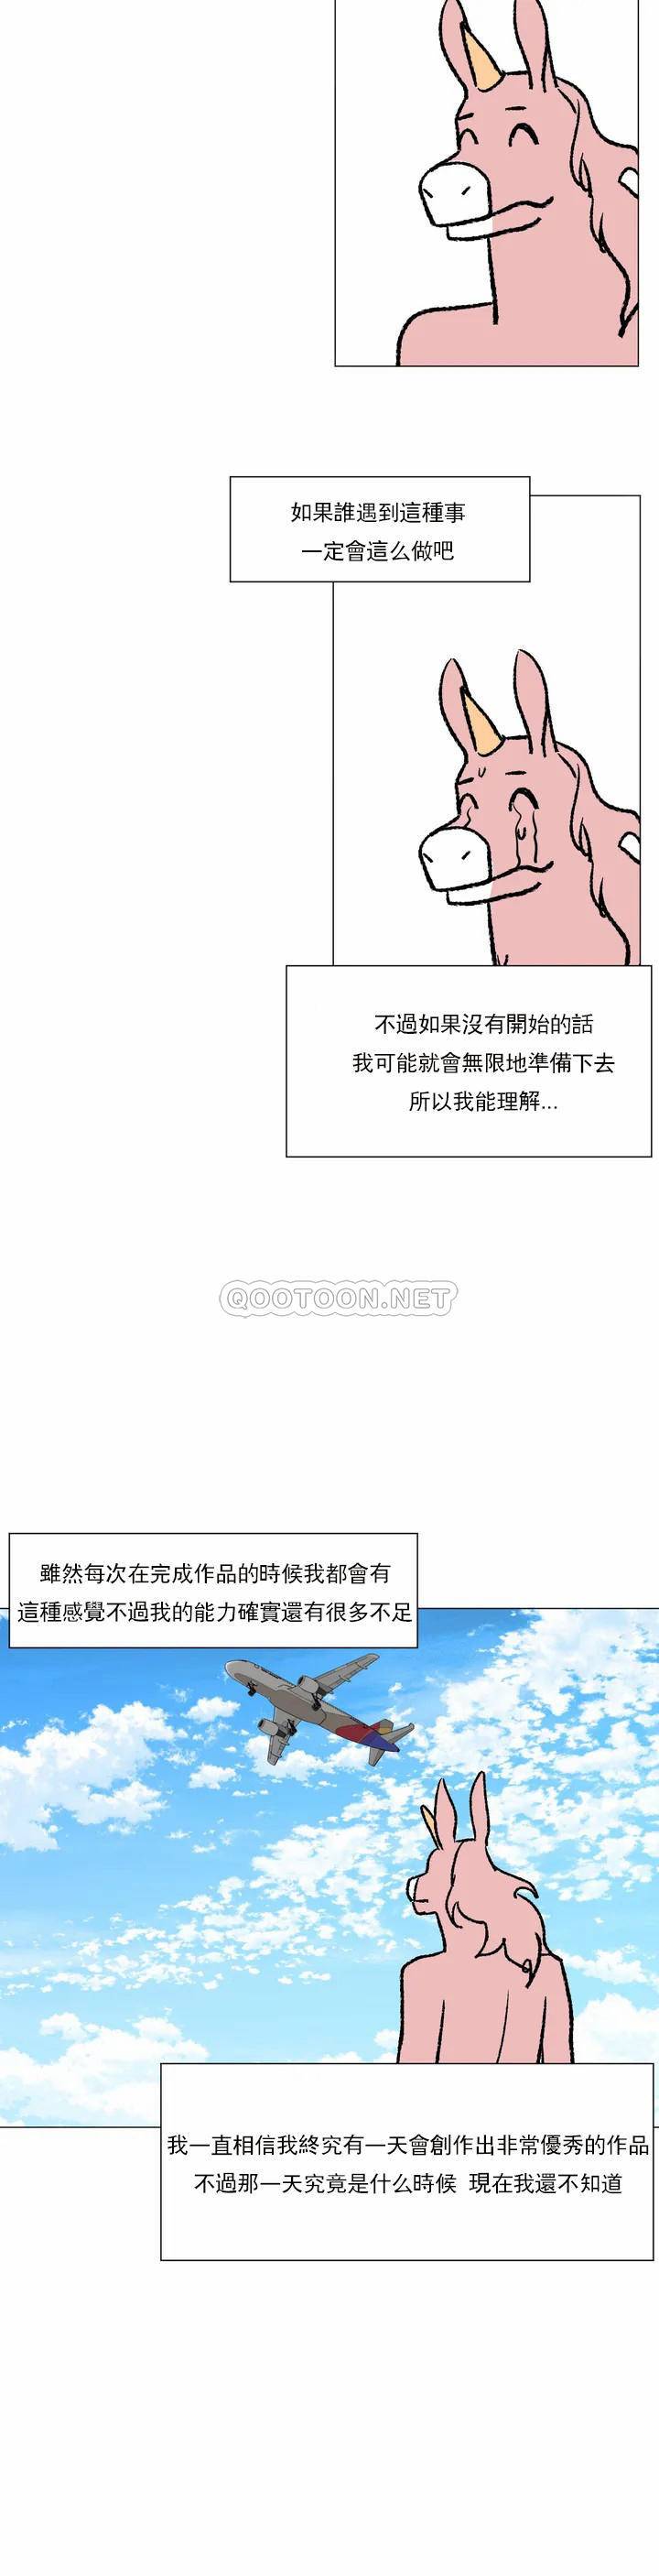 如果誰遇到這種事
一定會這么做吧
不過如果沒有開始的話
我可能就會無限地準備下去
所以我能理解...
QOOTOON.NET
雖然每次在完成作品的時候我都會有
這種感覺不過我的能力確實還有很多不足
我一直相信我終究有一天會創作出非常優秀的作品
不過那一天究竟是什么時候 現在我還不知道